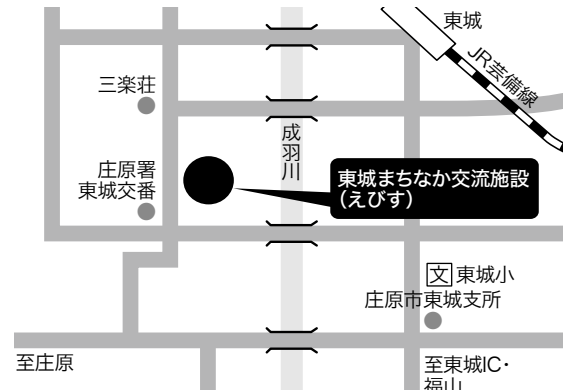 東城
JR芸備線
三楽荘
成羽川
庄原署
東城交番
東城まちなか交流施設
(えびす)
文 東城小
庄原市東城支所
至庄原
至東城IC・
福山